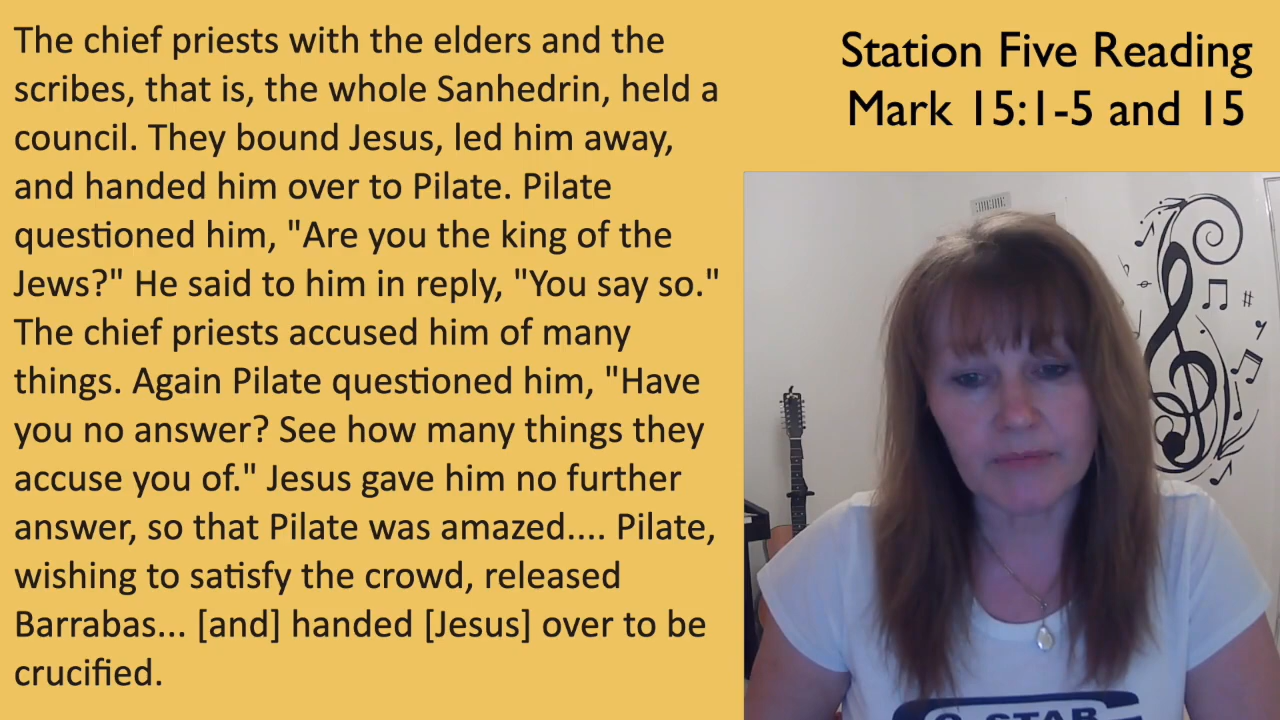 The chief priests with the elders and the
scribes, that is, the whole Sanhedrin, held a
council. They bound Jesus, led him away,
and handed him over to Pilate. Pilate
questioned him, "Are you the king of the
Jews?" He said to him in reply, "You say so."
The chief priests accused him of many
things. Again Pilate questioned him, "Have
you no answer? See how many things they
accuse you of." Jesus gave him no further
answer, so that Pilate was amazed.... Pilate,
wishing to satisfy the crowd, released
Barrabas... [and] handed [Jesus] over to be
crucified.
Station Five Reading
Mark 15:1-5 and 15
STAR